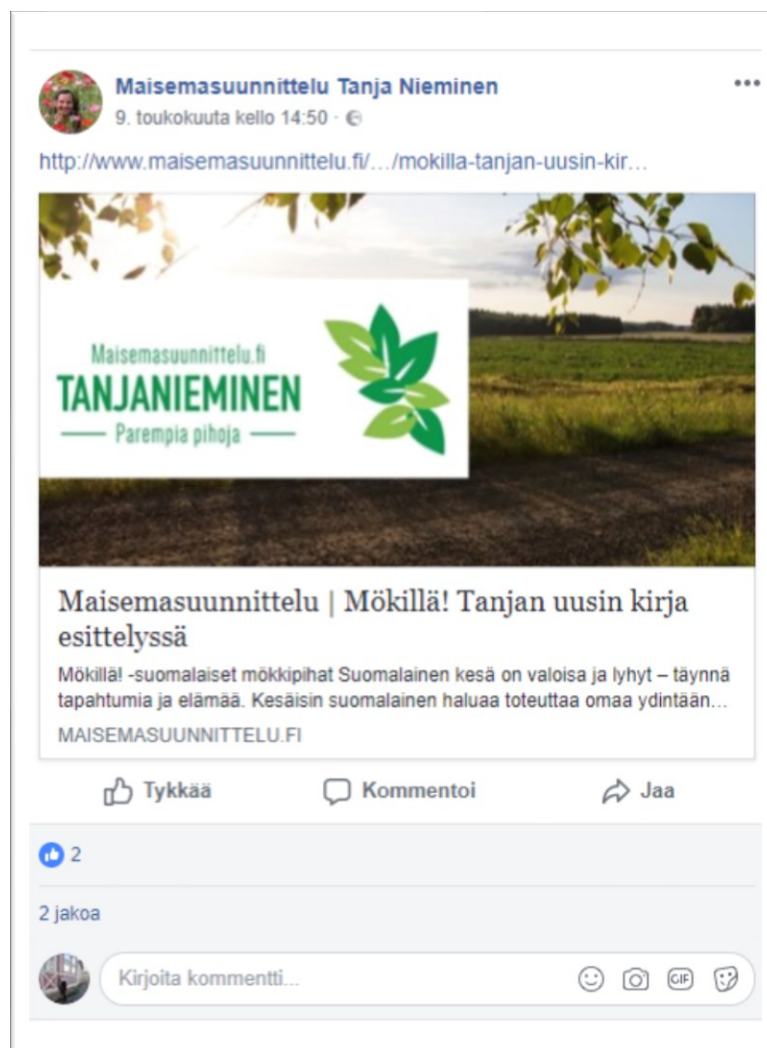 Maisemasuunnittelu Tanja Nieminen
9. toukokuuta kello 14:50 ·
http://www.maisemasuunnittelu.fi/…/mokilla-tanjan-uusin-kir…
Maisemasuunnittelu.fi
TANJANIEMINEN
Parempia pihoja
Maisemasuunnittelu | Mökillä! Tanjan uusin kirja
esittelyssä
Mökillä! -suomalaiset mökkipihat Suomalainen kesä on valoisa ja lyhyt – täynnä
tapahtumia ja elämää. Kesäisin suomalainen haluaa toteuttaa omaa ydintään…
MAISEMASUUNNITTELU.FI
Tykkää Kommentoi Jaa
2
2 jakoa
Kirjoita kommentti... GIF